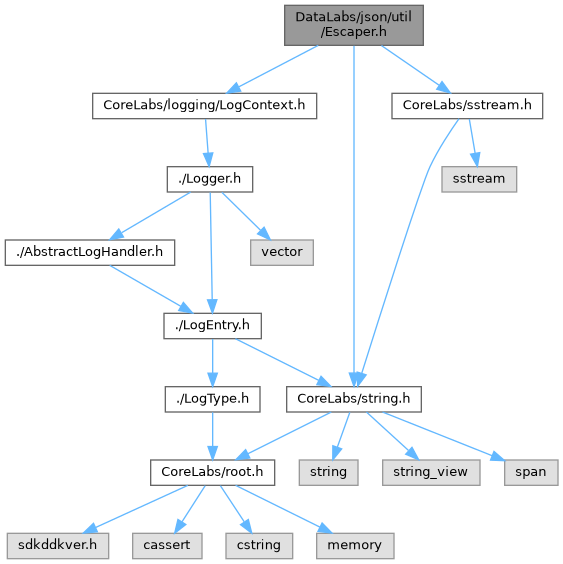 DataLabs/json/util
/Escaper.h
CoreLabs/logging/LogContext.h
CoreLabs/sstream.h
./Logger.h
sstream
./AbstractLogHandler.h
vector
./LogEntry.h
./LogType.h
CoreLabs/string.h
CoreLabs/root.h
string
string_view
span
sdkddkver.h
cassert
cstring
memory